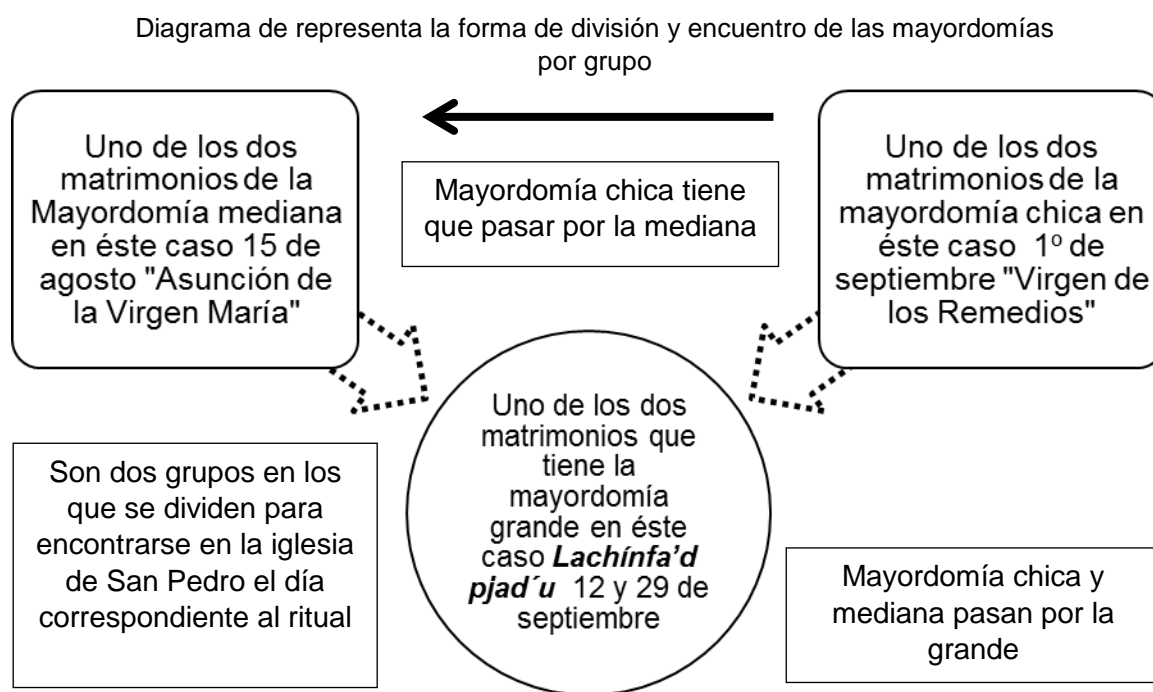 Diagrama de representa la forma de división y encuentro de las mayordomías
por grupo
Uno de los dos
matrimonios de la
Mayordomía mediana
en éste caso 15 de
agosto "Asunción de
la Virgen María"
Mayordomía chica tiene
que pasar por la mediana
Uno de los dos
matrimonios de la
mayordomía chica en
éste caso 1º de
septiembre "Virgen de
los Remedios"
Son dos grupos en los
que se dividen para
encontrarse en la iglesia
de San Pedro el día
correspondiente al ritual
Uno de los dos
matrimonios que
tiene la
mayordomía
grande en éste
caso Lachínfa’d
pjad´u 12 y 29 de
septiembre
Mayordomía chica y
mediana pasan por la
grande